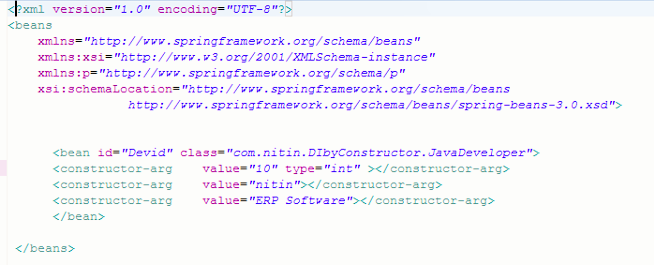 <?xml version="1.0" encoding="UTF-8"?>
<beans
xmlns="http://www.springframework.org/schema/beans"
xmlns:xsi="http://www.w3.org/2001/XMLSchema-instance"
xmlns:p="http://www.springframework.org/schema/p"
xsi:schemaLocation="http://www.springframework.org/schema/beans
http://www.springframework.org/schema/beans/spring-beans-3.0.xsd">
<bean id="Devid" class="com.nitin.DIbyConstructor.JavaDeveloper">
<constructor-arg value="10" type="int" ></constructor-arg>
<constructor-arg value="nitin"></constructor-arg>
<constructor-arg value="ERP Software"></constructor-arg>
</bean>
</beans>